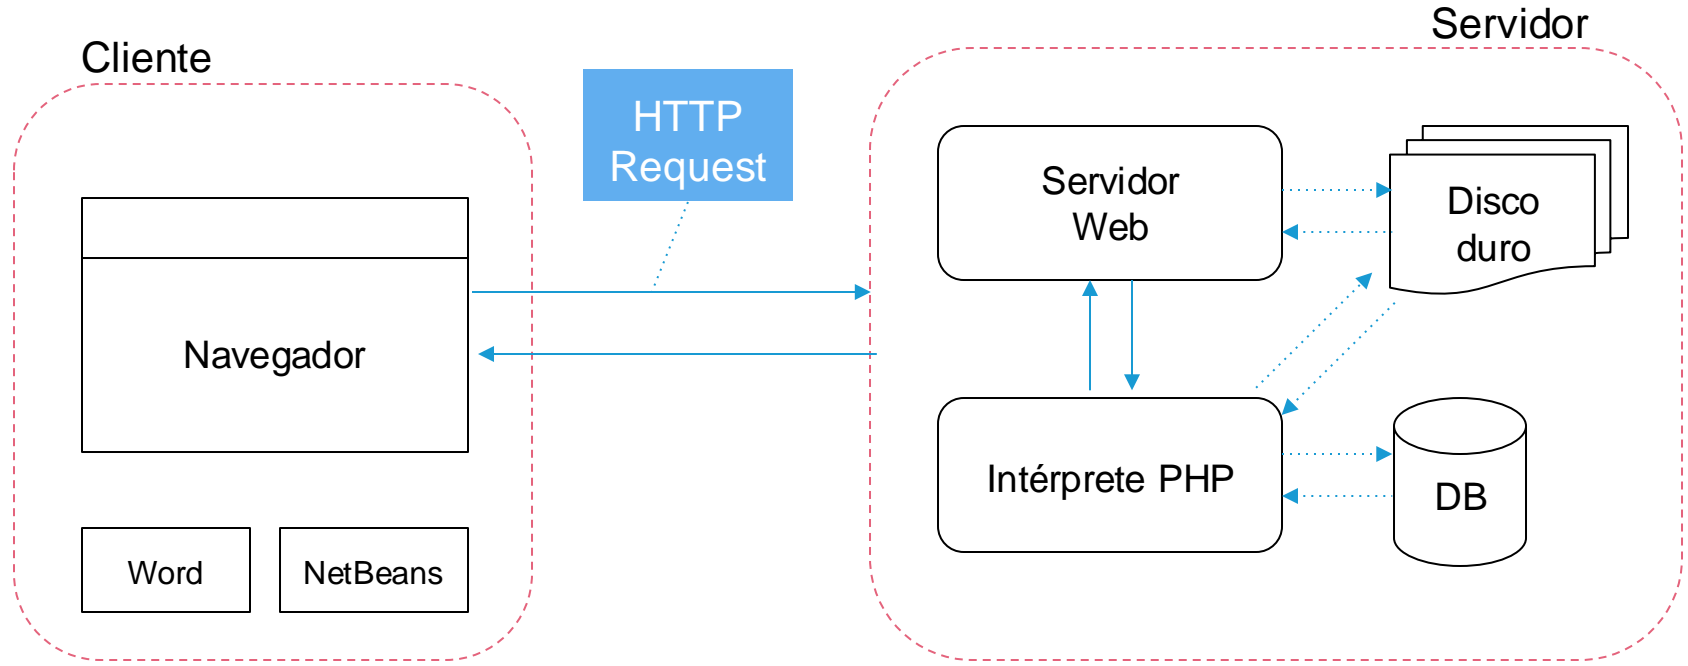 Cliente
Servidor
HTTP
Request
Navegador
Word
NetBeans
Servidor
Web
Disco
duro
Intérprete PHP
DB